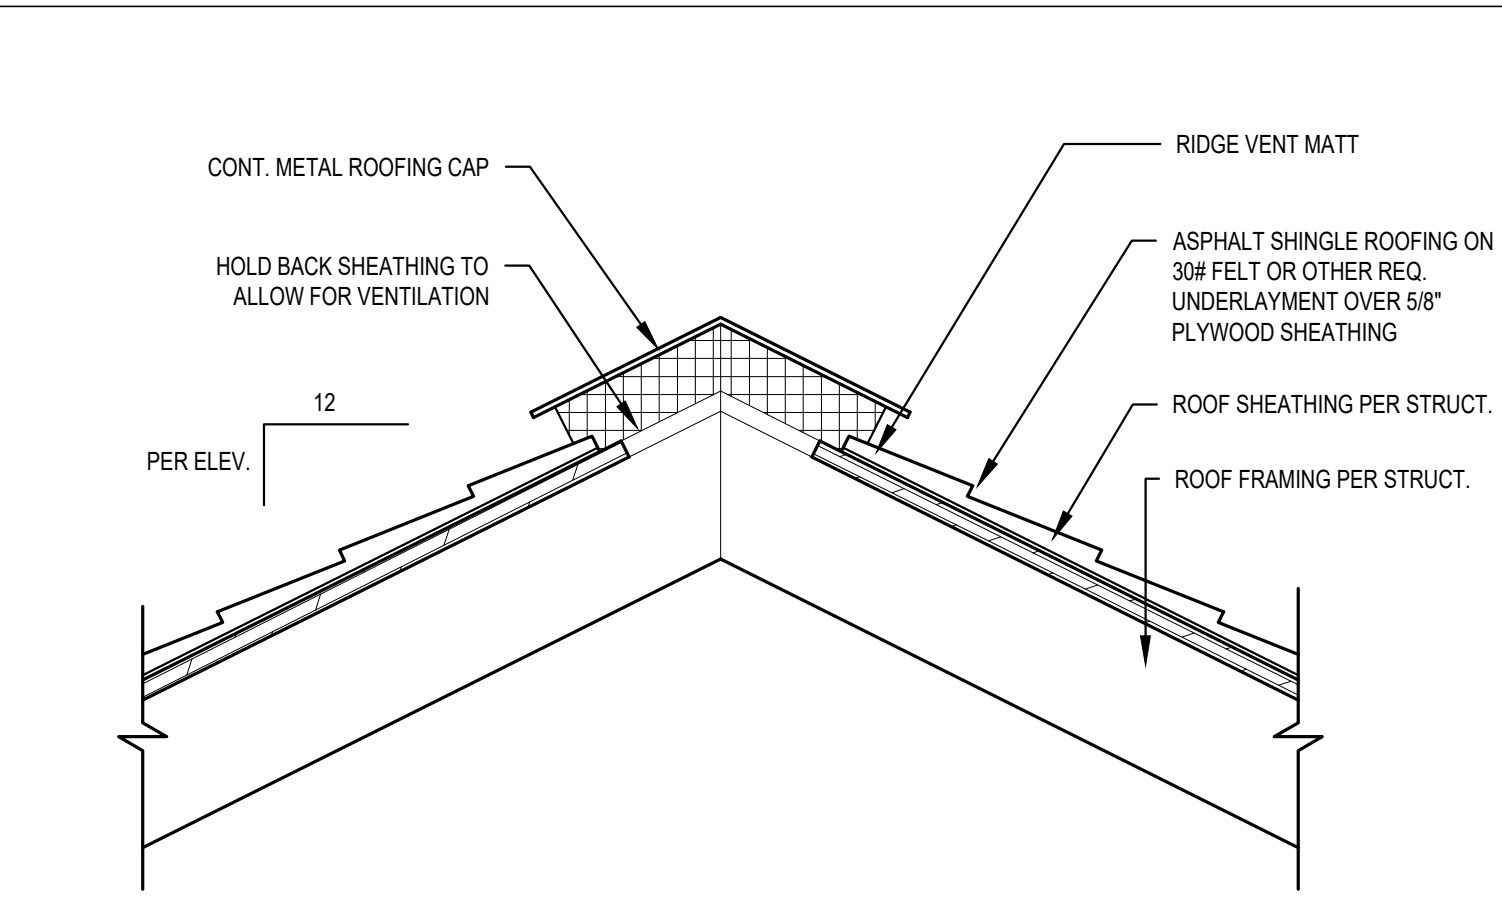 CONT. METAL ROOFING CAP
HOLD BACK SHEATHING TO
ALLOW FOR VENTILATION
12
PER ELEV.
RIDGE VENT MATT
ASPHALT SHINGLE ROOFING ON
30# FELT OR OTHER REQ.
UNDERLAYMENT OVER 5/8"
PLYWOOD SHEATHING
ROOF SHEATHING PER STRUCT.
ROOF FRAMING PER STRUCT.